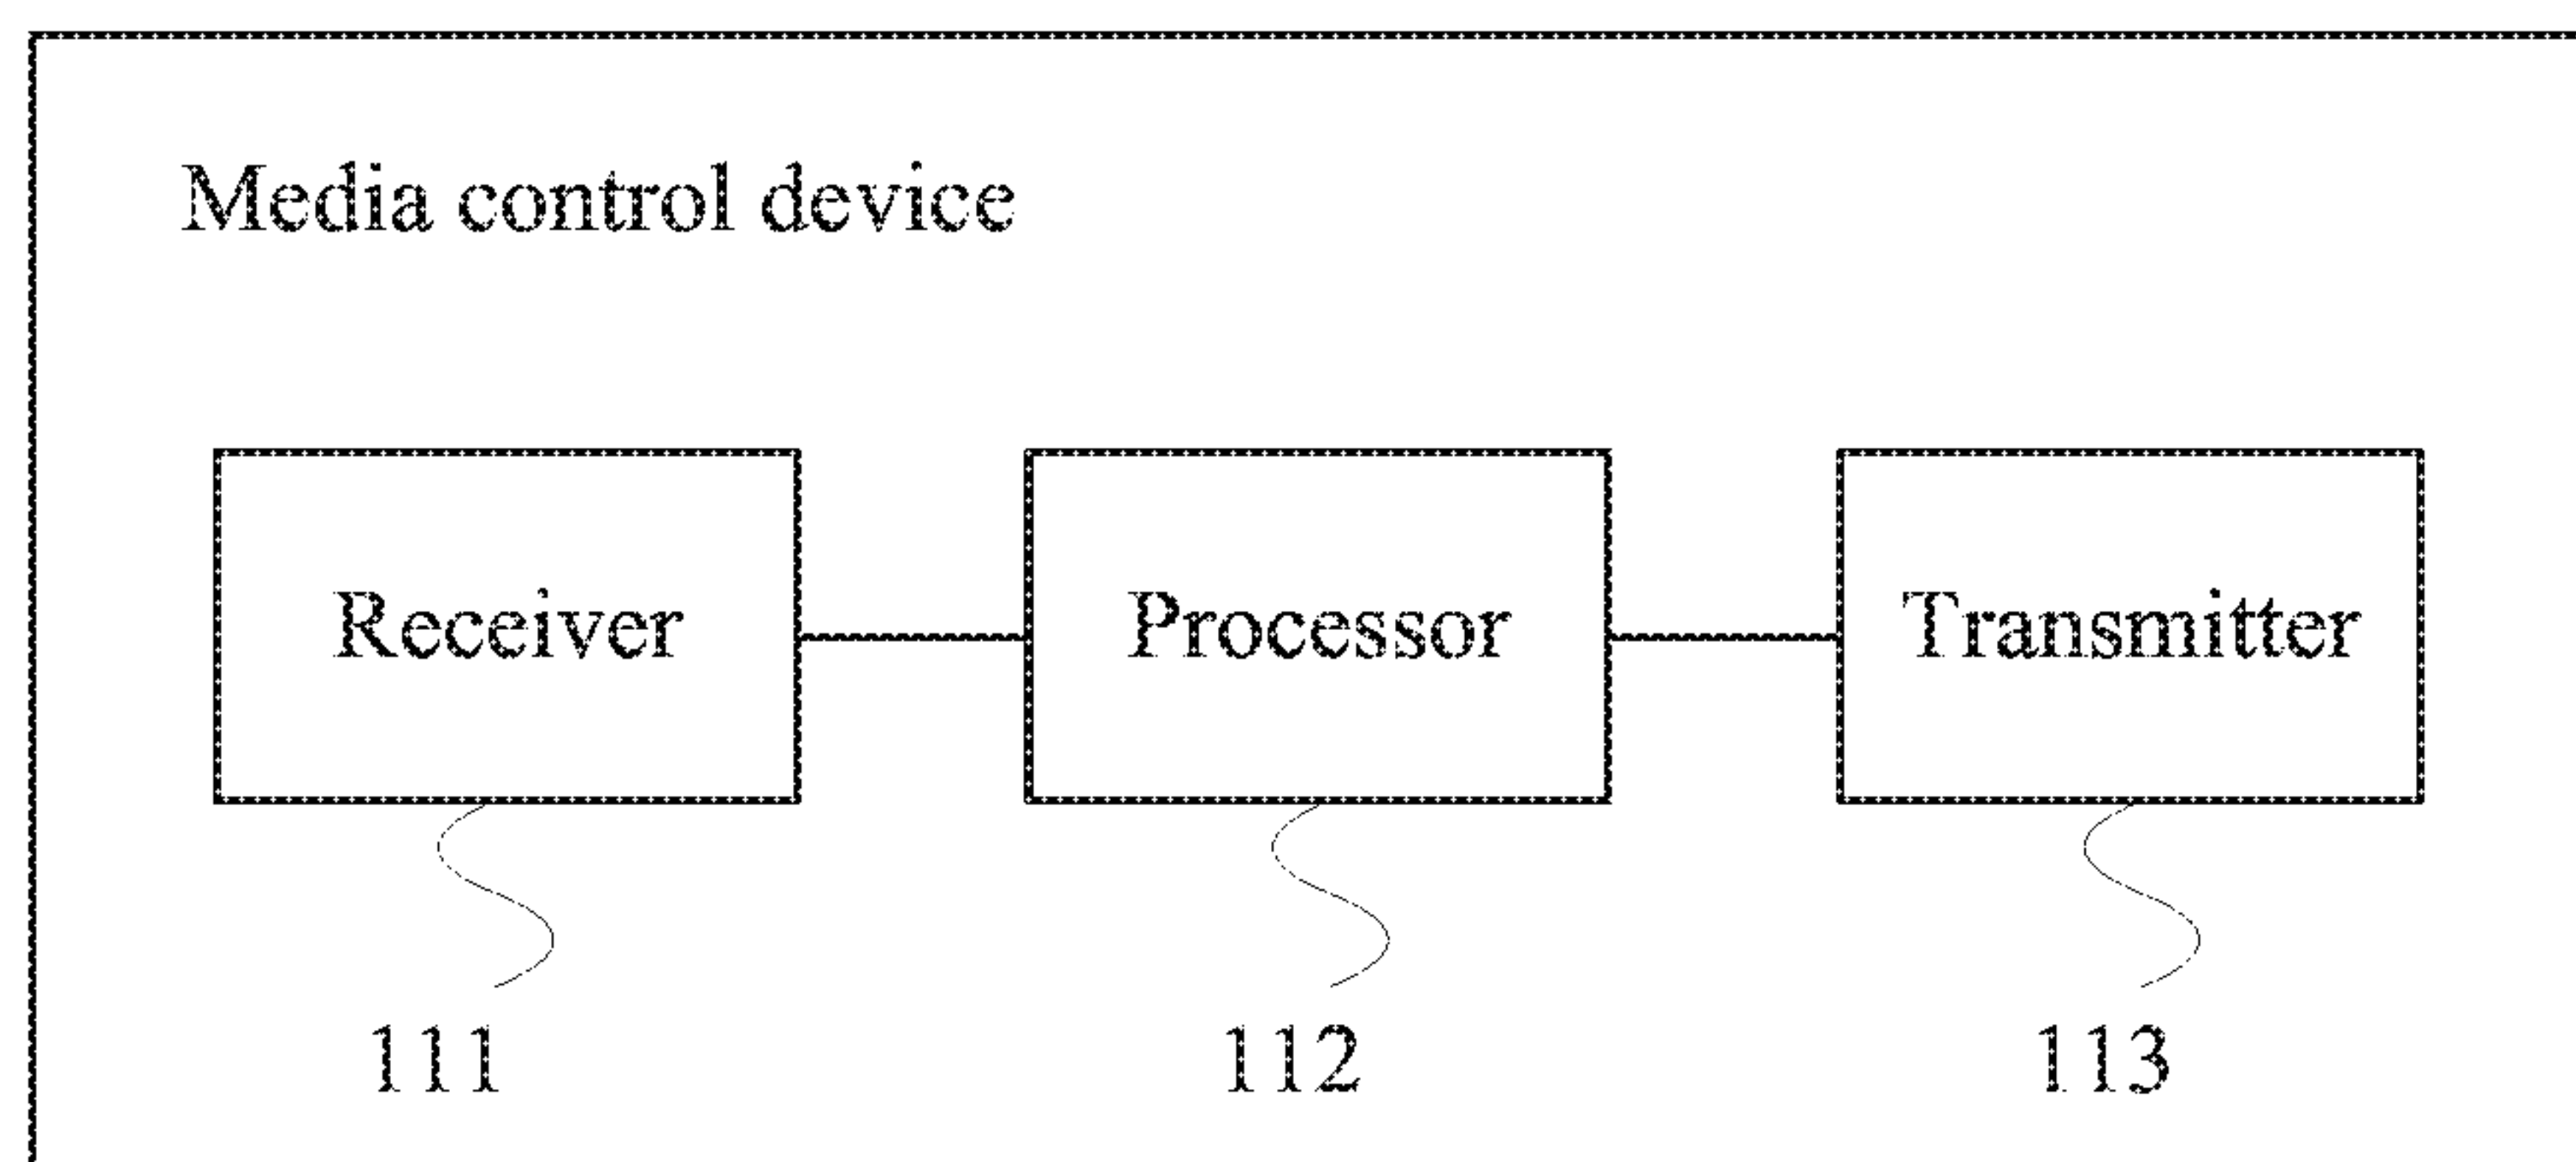 Media control device
Receiver Processor Transmitter
111 112 113